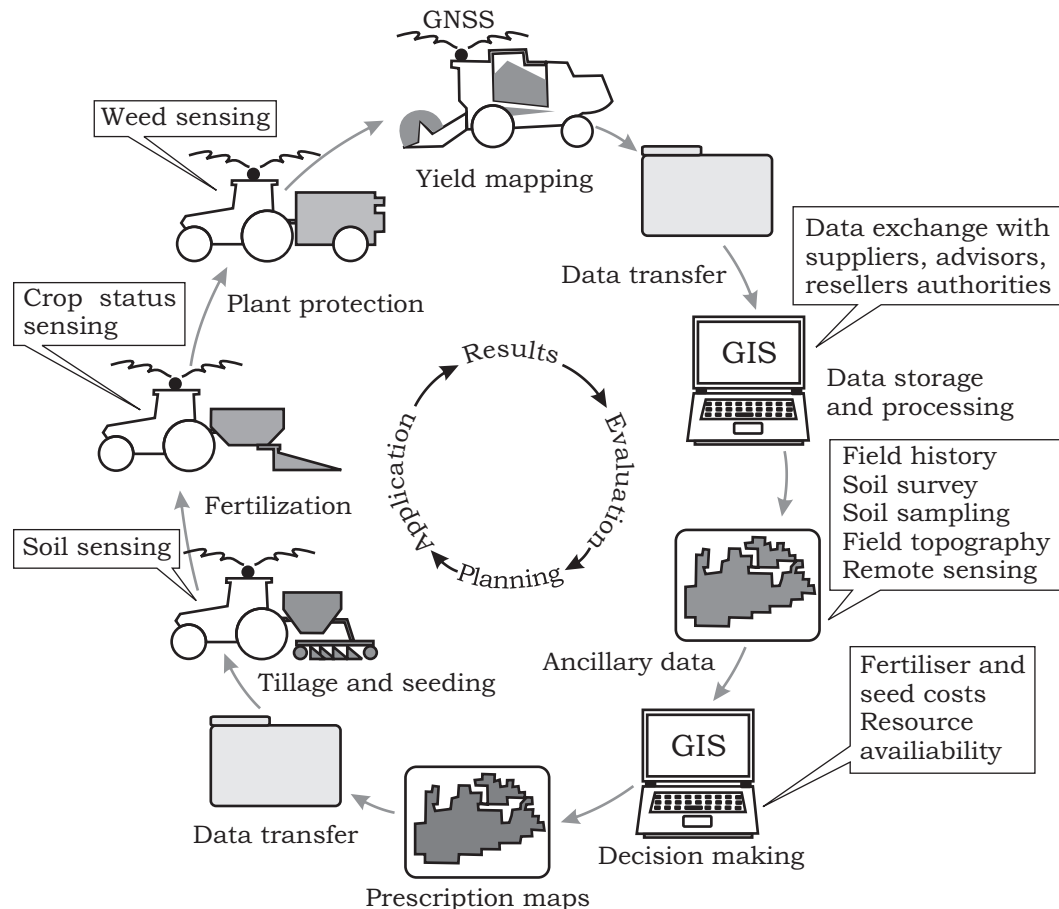 GNSS
Weed sensing
Yield mapping
Data exchange with
suppliers, advisors,
resellers authorities
Data transfer
Plant protection
Crop status
sensing
GIS
Results
Evaluation
Planning
Application
Data storage
and processing
Field history
Soil survey
Soil sampling
Field topography
Remote sensing
Fertilization
Soil sensing
Ancillary data
Tillage and seeding
Fertiliser and
seed costs
Resource
availiability
GIS
Data transfer
Decision making
Prescription maps